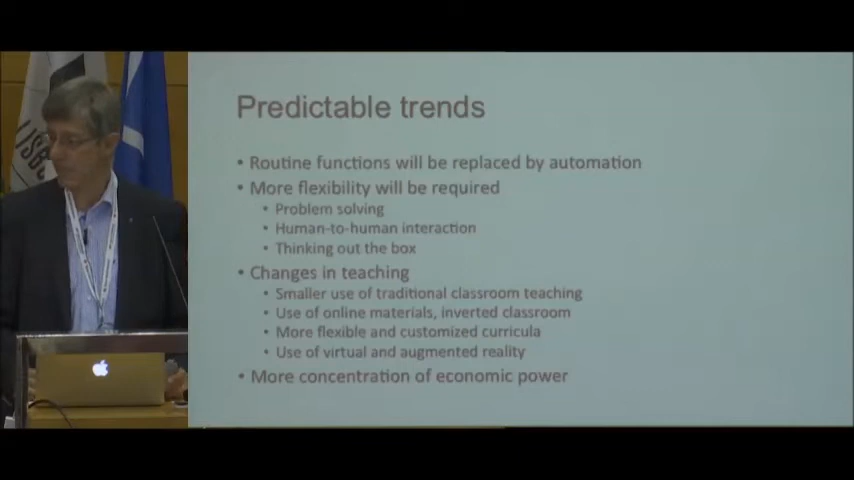 Predictable trends
• Routine functions will be replaced by automation
• More flexibility will be required
• Problem solving
• Human-to-human interaction
• Thinking out the box
• Changes in teaching
• Smaller use of traditional classroom teaching
• Use of online materials, inverted classroom
• More flexible and customized curricula
• Use of virtual and augmented reality
• More concentration of economic power